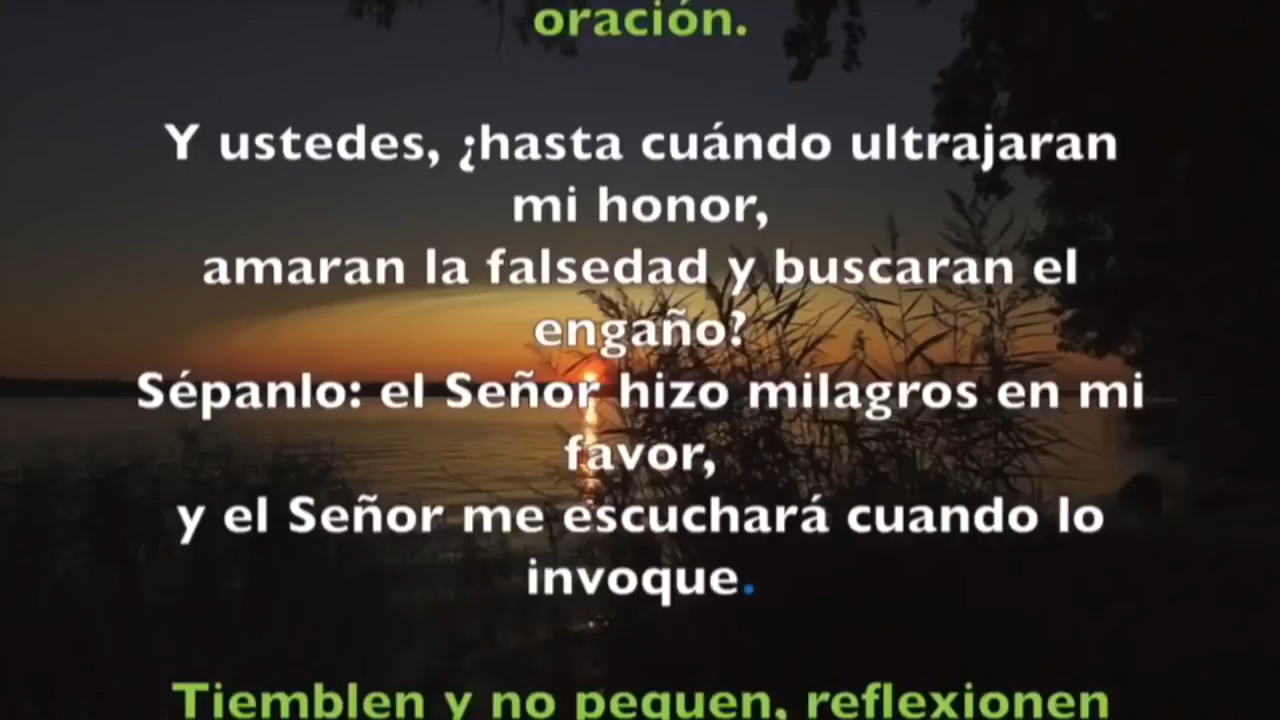 oración.
Y ustedes, ¿hasta cuándo ultrajaran
mi honor,
amaran la falsedad y buscaran el
engaño?
Sépanlo: el Señor hizo milagros en mi
favor,
y el Señor me escuchará cuando lo
invoque.
Tiemblen y no pequen, reflexionen